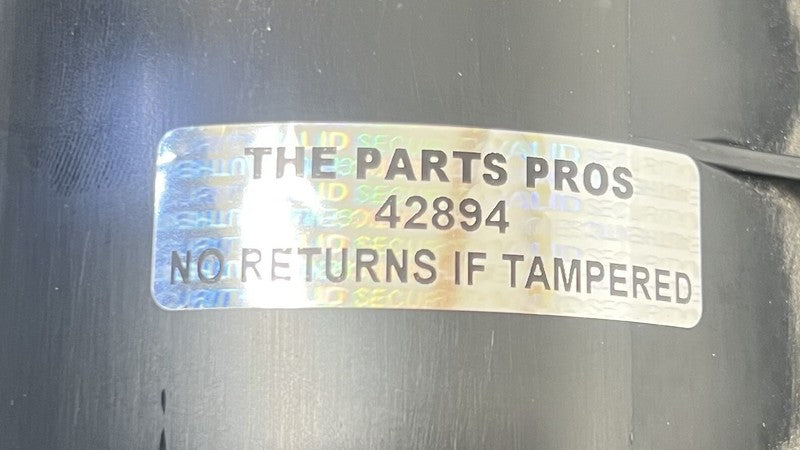 THE PARTS PROS
42894
NO RETURNS IF TAMPERED